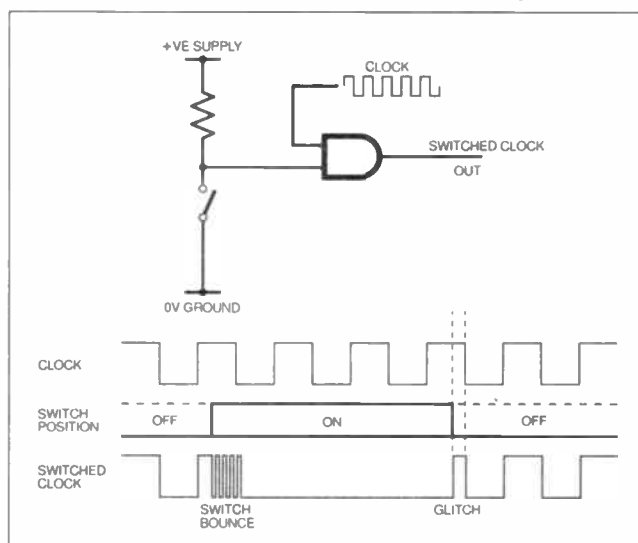 +VE SUPPLY
CLOCK
SWITCHED CLOCK
OUT
0V GROUND
CLOCK
SWITCH
POSITION
OFF
ON
OFF
SWITCHED
CLOCK
SWITCH
BOUNCE
GLITCH